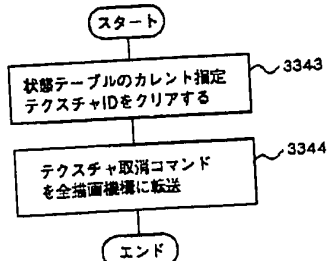 スタート
状態テーブルのカレント指定
テクスチャIDをクリアする
3343
テクスチャ取消コマンド
を全描画機構に転送
3344
エンド